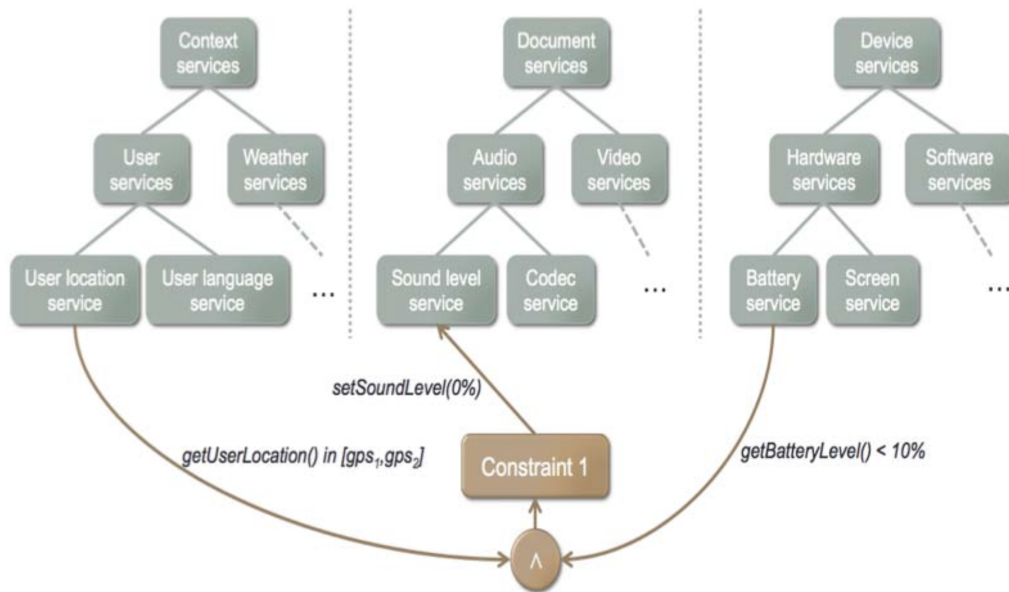 Context
services
Document
services
Device
services
User
services
Weather
services
Audio
services
Video
services
Hardware
services
Software
services
User location
service
User language
service
...
Sound level
service
Codec
service
...
Battery
service
Screen
service
...
setSoundLevel(0%)
getUserLocation() in [gps₁,gps₂]
Constraint 1
getBatteryLevel() < 10%
∧